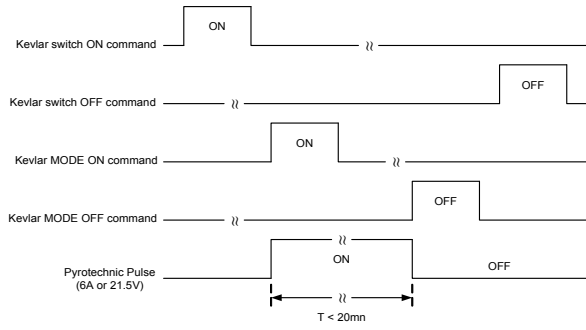 ON
Kevlar switch ON command
Kevlar switch OFF command
OFF
Kevlar MODE ON command
ON
Kevlar MODE OFF command
OFF
Pyrotechnic Pulse
(6A or 21.5V)
ON
OFF
T < 20mn